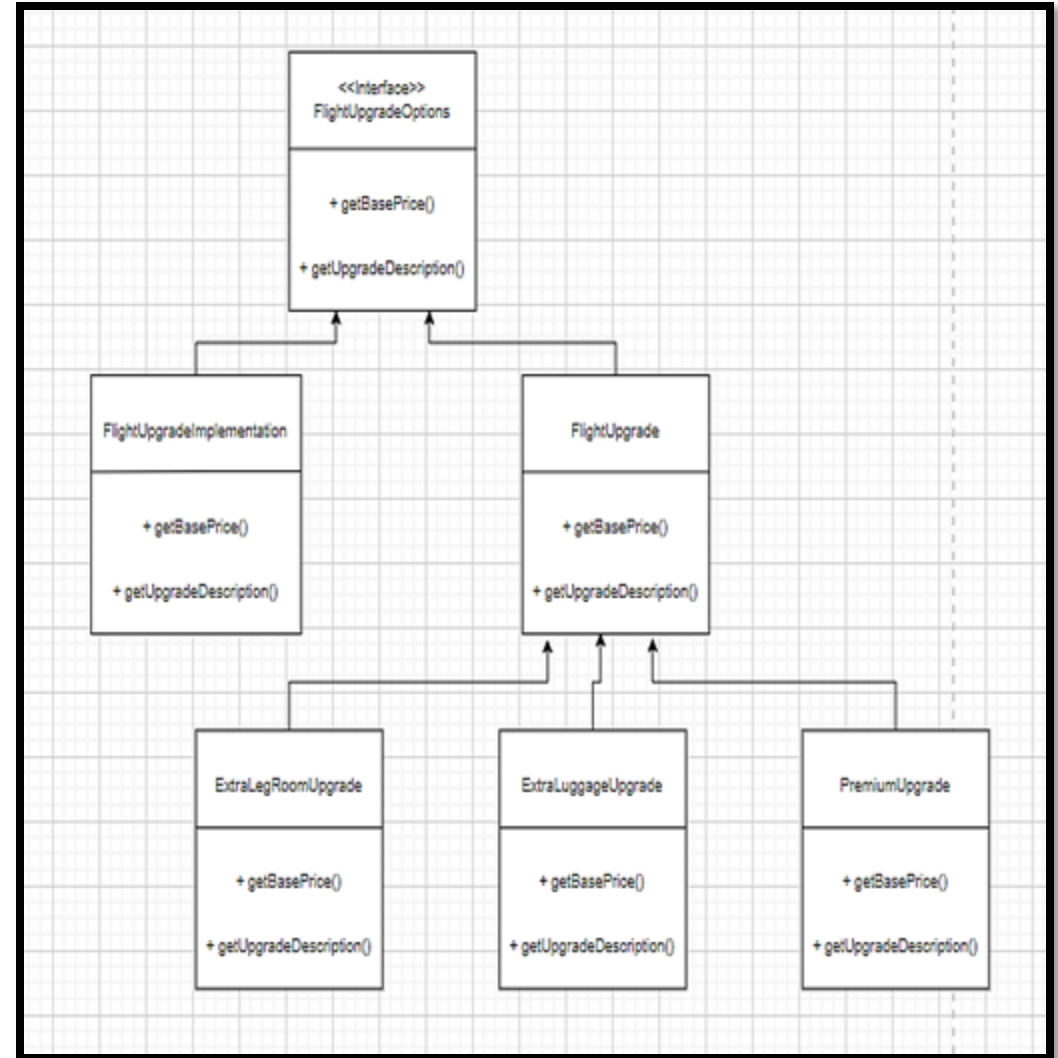 <<Interface>>
FlightUpgradeOptions
+ getBasePrice()
+ getUpgradeDescription()
FlightUpgradeImplementation
+ getBasePrice()
+ getUpgradeDescription()
FlightUpgrade
+ getBasePrice()
+ getUpgradeDescription()
ExtraLegRoomUpgrade
+ getBasePrice()
+ getUpgradeDescription()
ExtraLuggageUpgrade
+ getBasePrice()
+ getUpgradeDescription()
PremiumUpgrade
+ getBasePrice()
+ getUpgradeDescription()